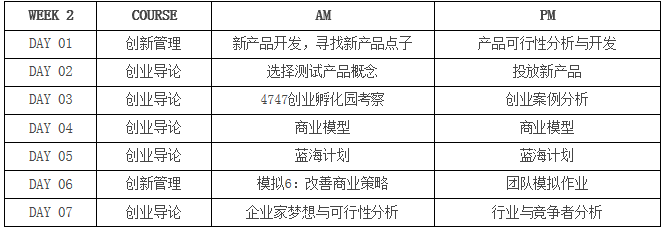 WEEK 2 COURSE AM PM
DAY 01 创新管理 新产品开发，寻找新产品点子 产品可行性分析与开发
DAY 02 创业导论 选择测试产品概念 投放新产品
DAY 03 创业导论 4747创业孵化园考察 创业案例分析
DAY 04 创业导论 商业模型 商业模型
DAY 05 创业导论 蓝海计划 蓝海计划
DAY 06 创新管理 模拟6：改善商业策略 团队模拟作业
DAY 07 创业导论 企业家梦想与可行性分析 行业与竞争者分析